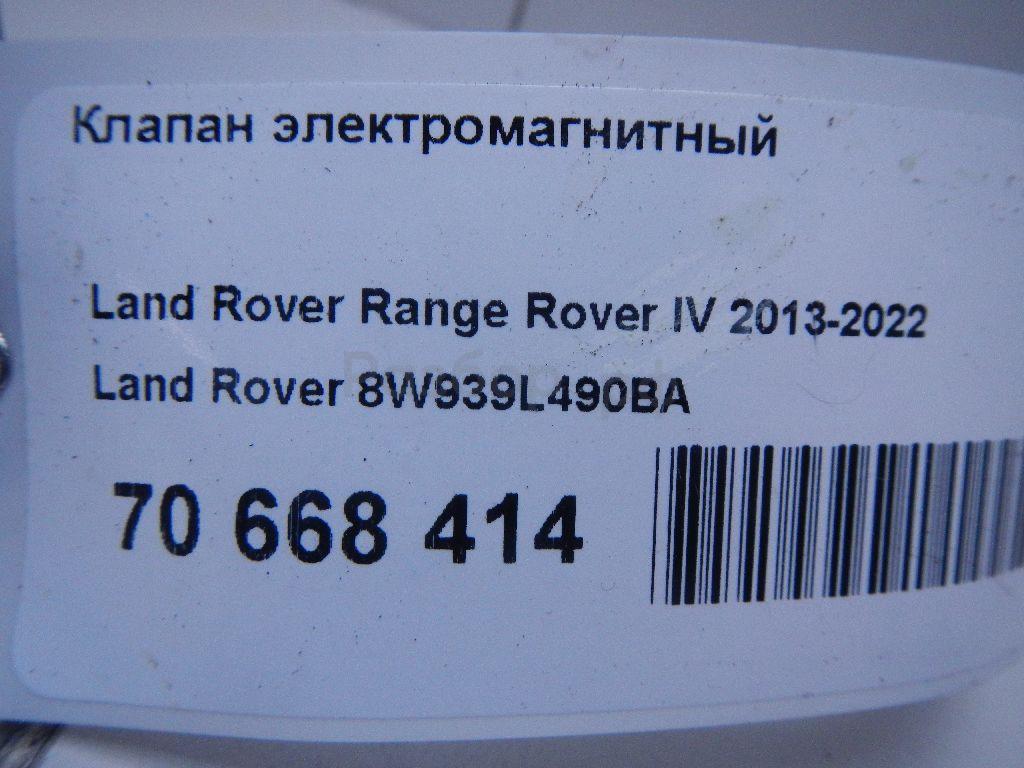 Клапан электромагнитный
Land Rover Range Rover IV 2013-2022
Land Rover 8W939L490BA
70 668 414